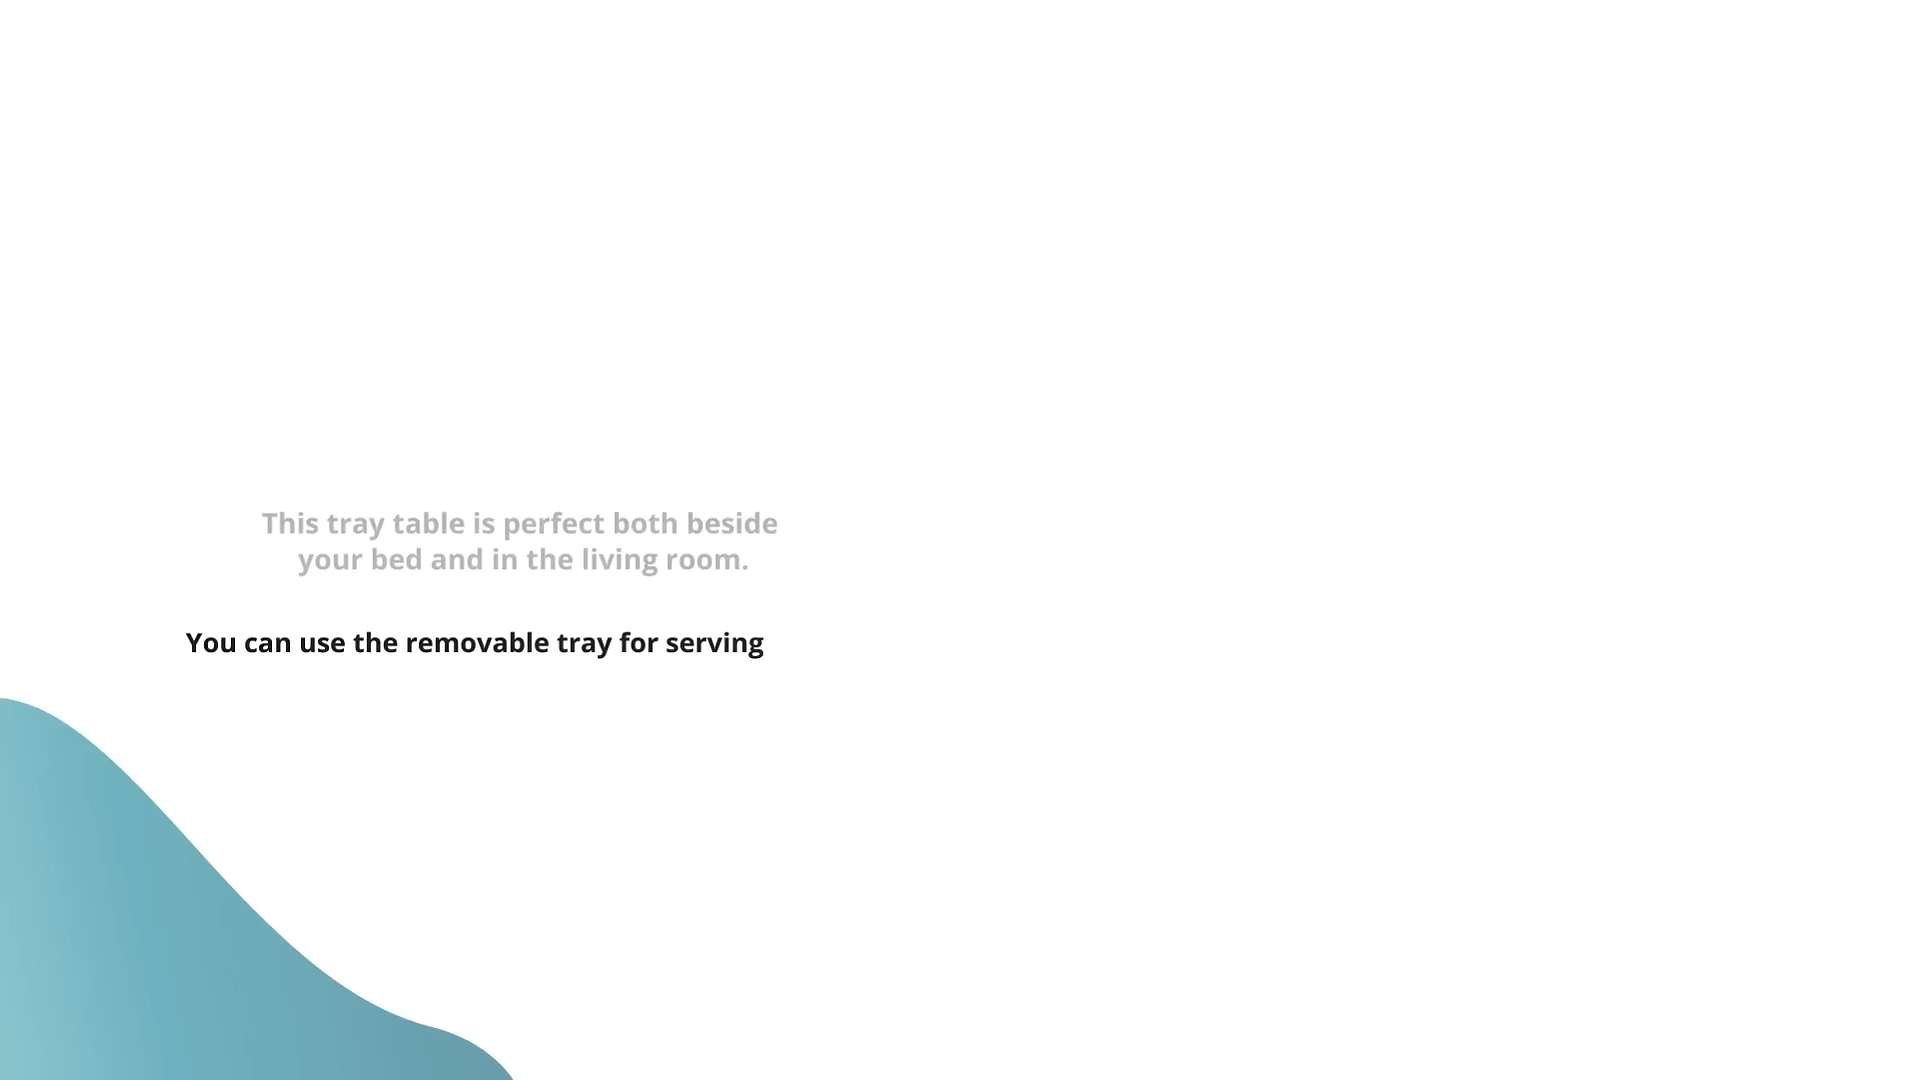 This tray table is perfect both beside
your bed and in the living room.
You can use the removable tray for serving